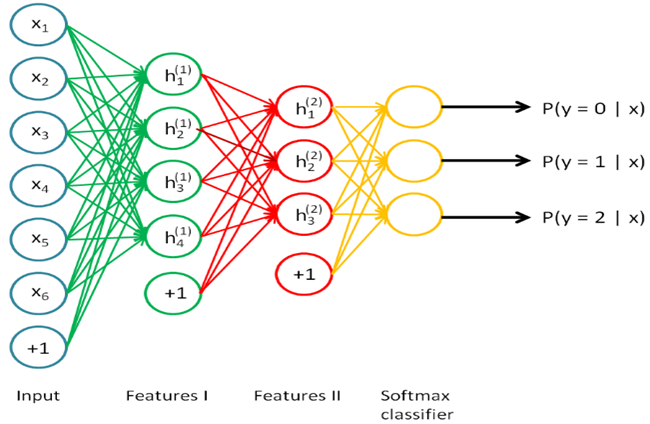 x₁
x₂
x₃
x₄
x₅
x₆
+1
Input
h₁⁽¹⁾
h₂⁽¹⁾
h₃⁽¹⁾
h₄⁽¹⁾
+1
Features I
h₁⁽²⁾
h₂⁽²⁾
h₃⁽²⁾
+1
Features II
Softmax
classifier
P(y = 0 | x)
P(y = 1 | x)
P(y = 2 | x)